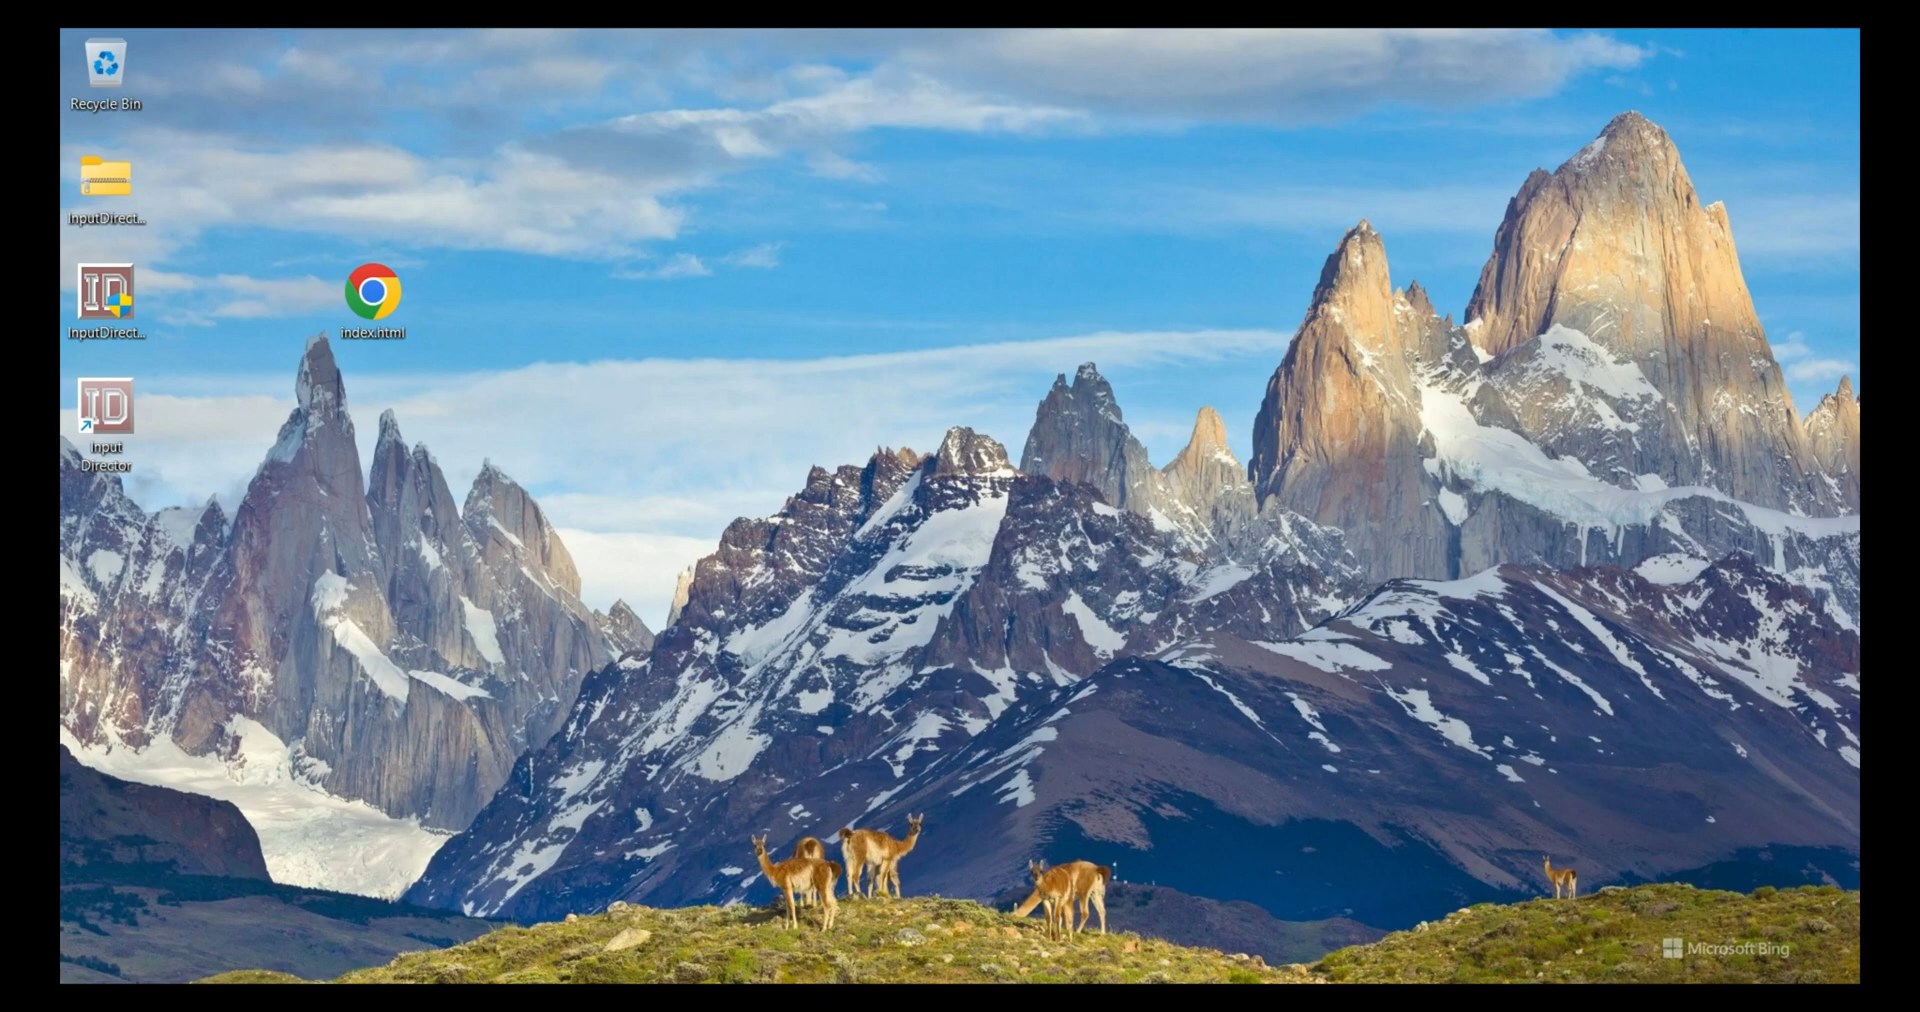 Recycle Bin
InputDirect...
InputDirect...
index.html
Input
Director
Microsoft Bing